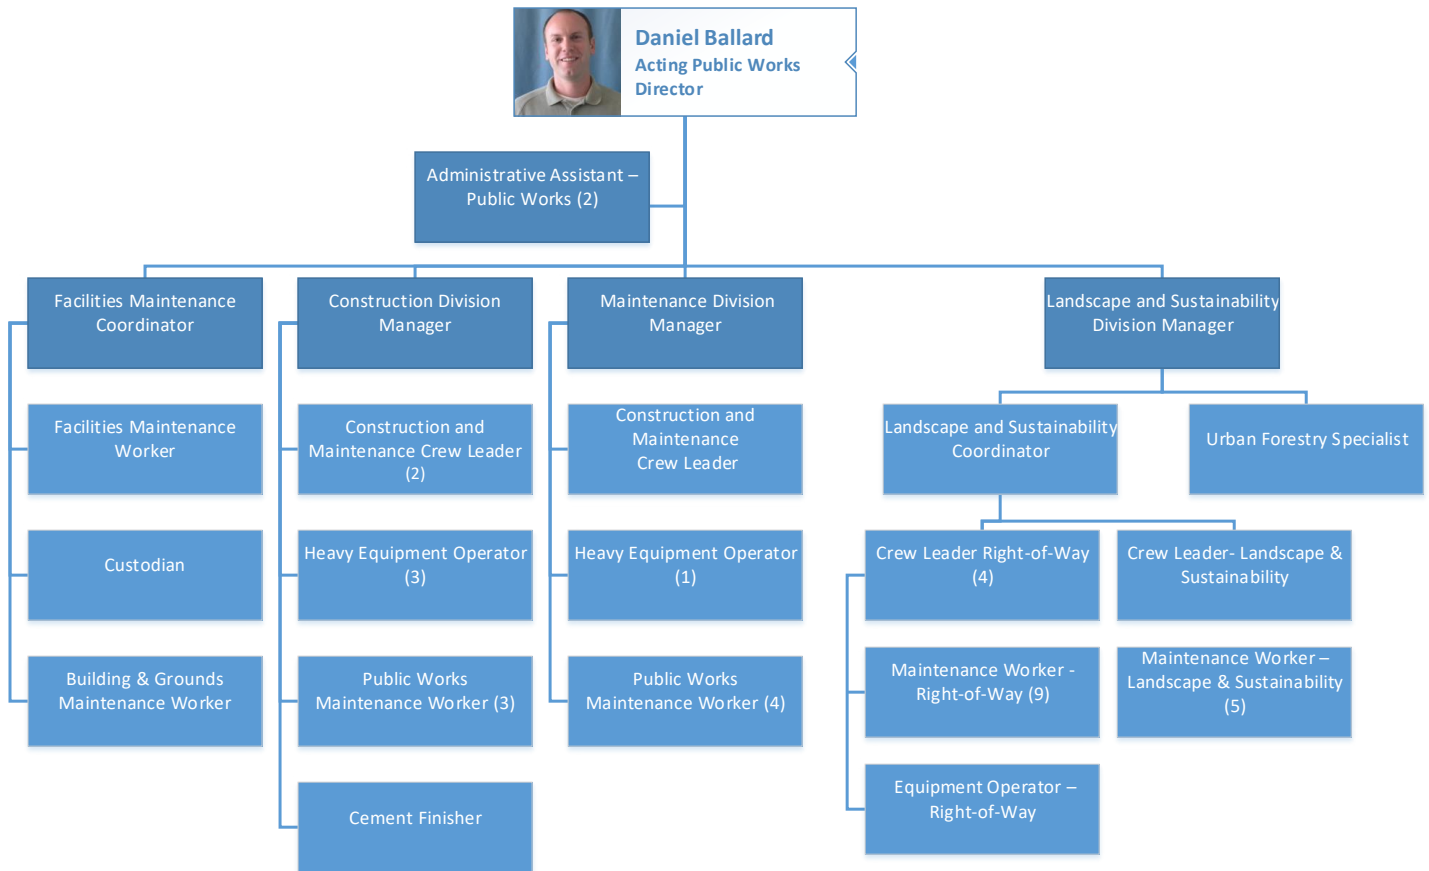 Daniel Ballard
Acting Public Works
Director
Administrative Assistant –
Public Works (2)
Facilities Maintenance
Coordinator
Construction Division
Manager
Maintenance Division
Manager
Landscape and Sustainability
Division Manager
Facilities Maintenance
Worker
Construction and
Maintenance Crew Leader
(2)
Construction and
Maintenance
Crew Leader
Landscape and Sustainability
Coordinator
Urban Forestry Specialist
Custodian
Heavy Equipment Operator
(3)
Heavy Equipment Operator
(1)
Crew Leader Right-of-Way
(4)
Crew Leader- Landscape &
Sustainability
Building & Grounds
Maintenance Worker
Public Works
Maintenance Worker (3)
Public Works
Maintenance Worker (4)
Maintenance Worker -
Right-of-Way (9)
Maintenance Worker –
Landscape & Sustainability
(5)
Cement Finisher
Equipment Operator –
Right-of-Way